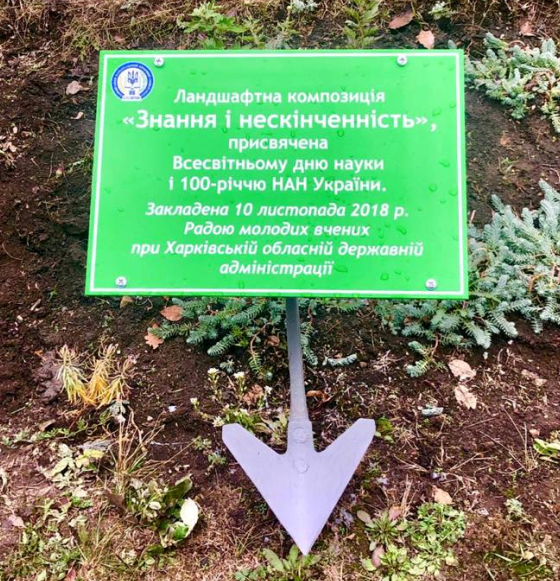 Ландшафтна композиція
«Знання і нескінченність»,
присвячена
Всесвітньому дню науки
і 100-річчю НАН України.
Закладена 10 листопада 2018 р.
Радою молодих вчених
при Харківській обласній державній
адміністрації